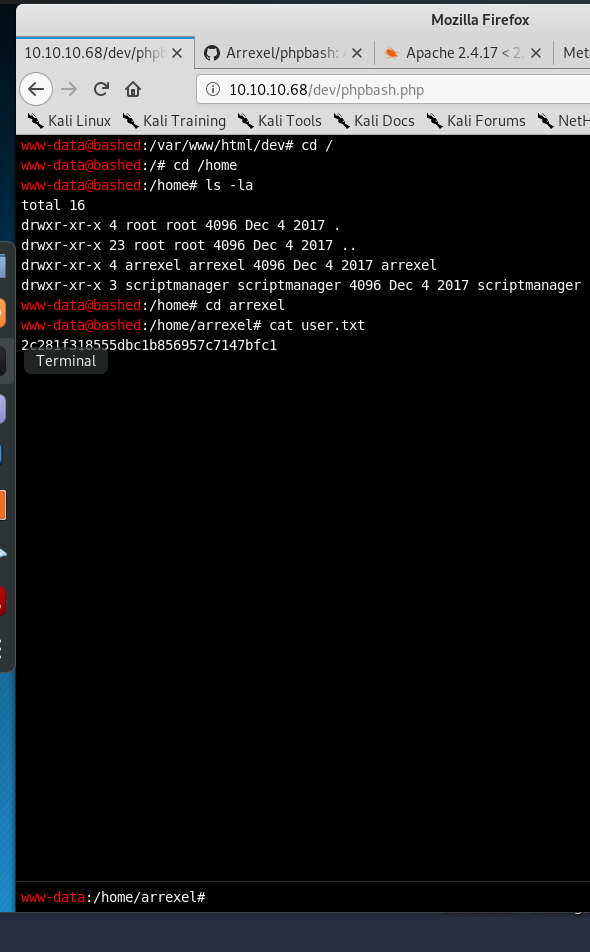 Mozilla Firefox
10.10.10.68/dev/phpb
Arrexel/phpbash:
Apache 2.4.17 < 2.
Met
10.10.10.68/dev/phpbash.php
Kali Linux Kali Training Kali Tools Kali Docs Kali Forums NetH
www-data@bashed:/var/www/html/dev# cd /
www-data@bashed:/# cd /home
www-data@bashed:/home# ls -la
total 16
drwxr-xr-x 4 root root 4096 Dec 4 2017 .
drwxr-xr-x 23 root root 4096 Dec 4 2017 ..
drwxr-xr-x 4 arrexel arrexel 4096 Dec 4 2017 arrexel
drwxr-xr-x 3 scriptmanager scriptmanager 4096 Dec 4 2017 scriptmanager
www-data@bashed:/home# cd arrexel
www-data@bashed:/home/arrexel# cat user.txt
2c281f318555dbc1b856957c7147bfc1
Terminal
www-data:/home/arrexel#